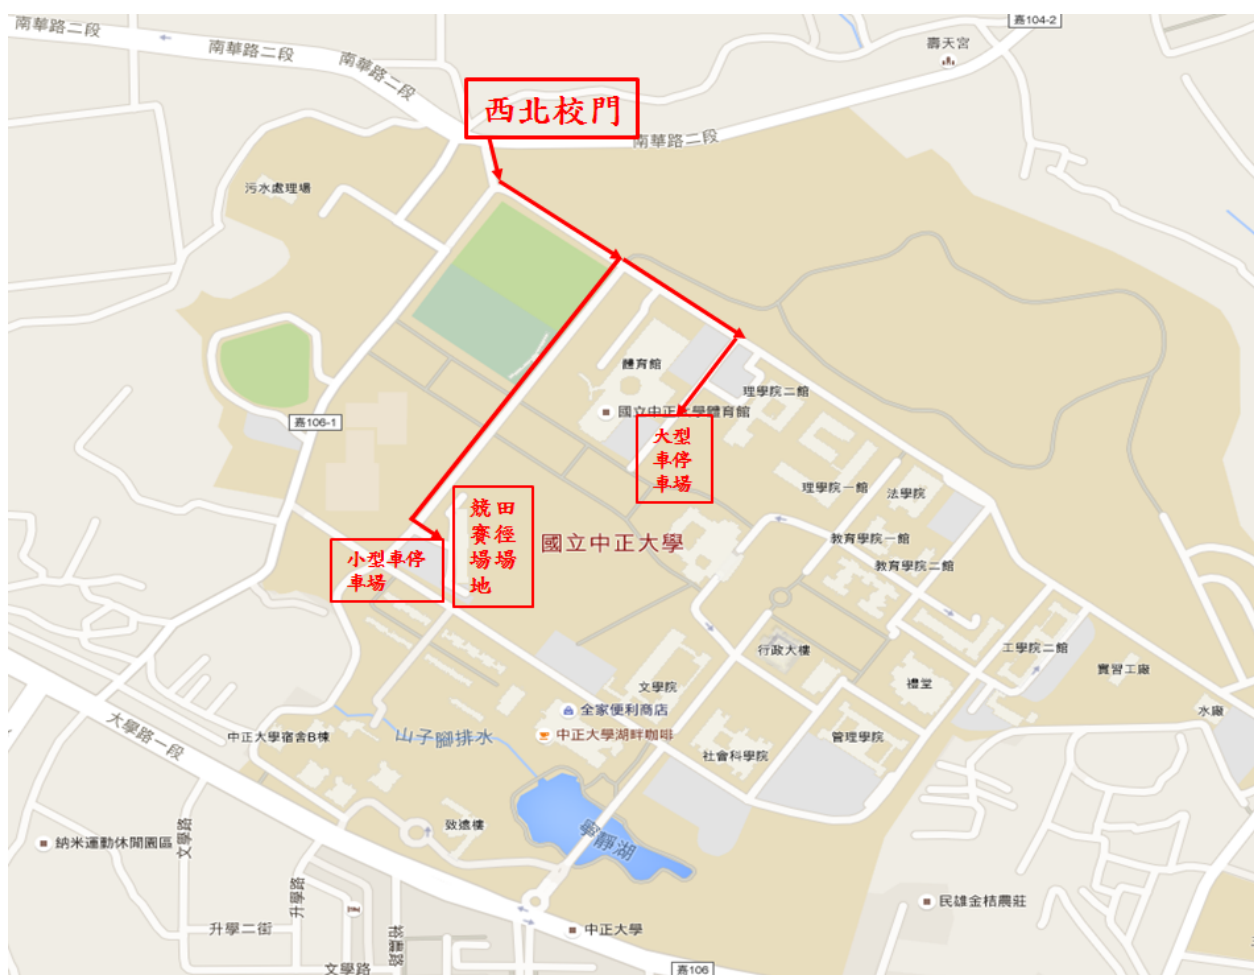 南華路二段
嘉104-2
南華路二段
壽天宮
南華路二段
西北校門
南華路二段
污水處理場
體育館
理學院二館
國立中正大學體育館
嘉106-1
大型
車停
車場
理學院一館
法學院
競田
賽徑
場場
地
國立中正大學
教育學院一館
小型車停
車場
教育學院二館
行政大樓
工學院二館
實習工廠
文學院
禮堂
全家便利商店
水廠
大學路一段
中正大學宿舍B棟
山子腳排水
中正大學湖畔咖啡
管理學院
社會科學院
致遠樓
寧靜湖
納米運動休閒園區
文學路
升學路
民雄金桔農莊
升學二街
中正大學
裕農路
文學路
嘉106